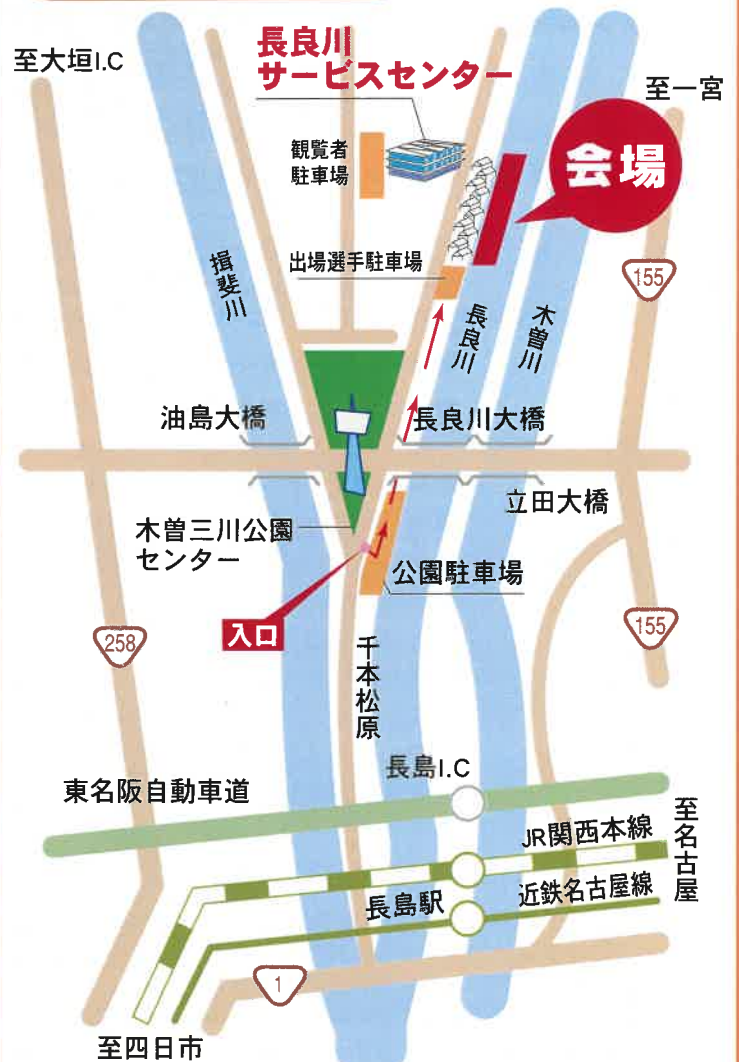 長良川
サービスセンター
至大垣I.C
至一宮
観覧者
駐車場
会場
揖斐川
出場選手駐車場
155
長良川
木曽川
油島大橋
長良川大橋
立田大橋
木曽三川公園
センター
公園駐車場
入口
258
155
千本松原
長島I.C
東名阪自動車道
至名古屋
JR関西本線
長島駅
近鉄名古屋線
1
至四日市